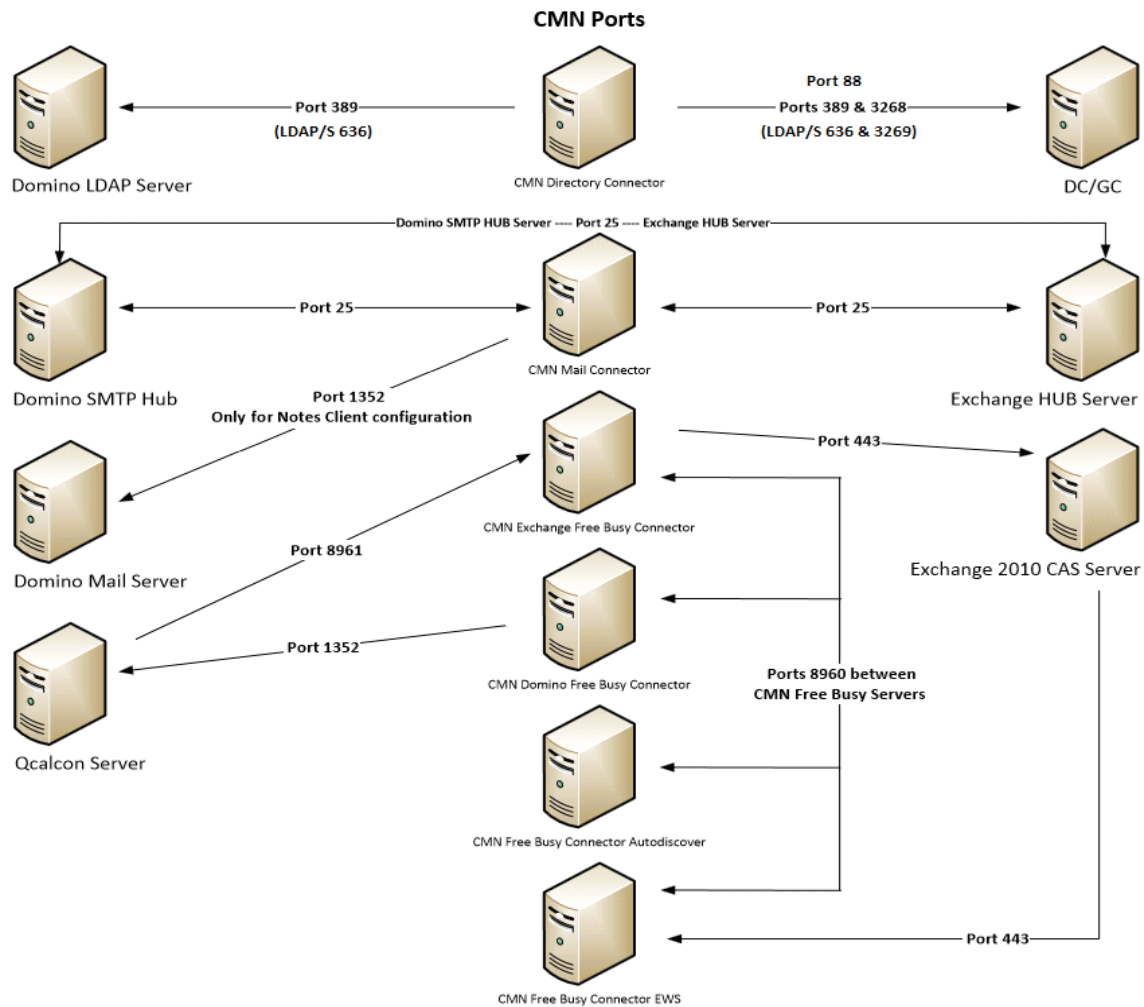 CMN Ports
Port 88
Port 389
Ports 389 & 3268
(LDAP/S 636)
(LDAP/S 636 & 3269)
Domino LDAP Server
CMN Directory Connector
DC/GC
Domino SMTP HUB Server ---- Port 25 ---- Exchange HUB Server
Port 25
Port 25
Domino SMTP Hub
CMN Mail Connector
Exchange HUB Server
Port 1352
Only for Notes Client configuration
Port 443
CMN Exchange Free Busy Connector
Port 8961
Domino Mail Server
Exchange 2010 CAS Server
Port 1352
Ports 8960 between
CMN Free Busy Servers
CMN Domino Free Busy Connector
Qcalcon Server
CMN Free Busy Connector Autodiscover
Port 443
CMN Free Busy Connector EWS